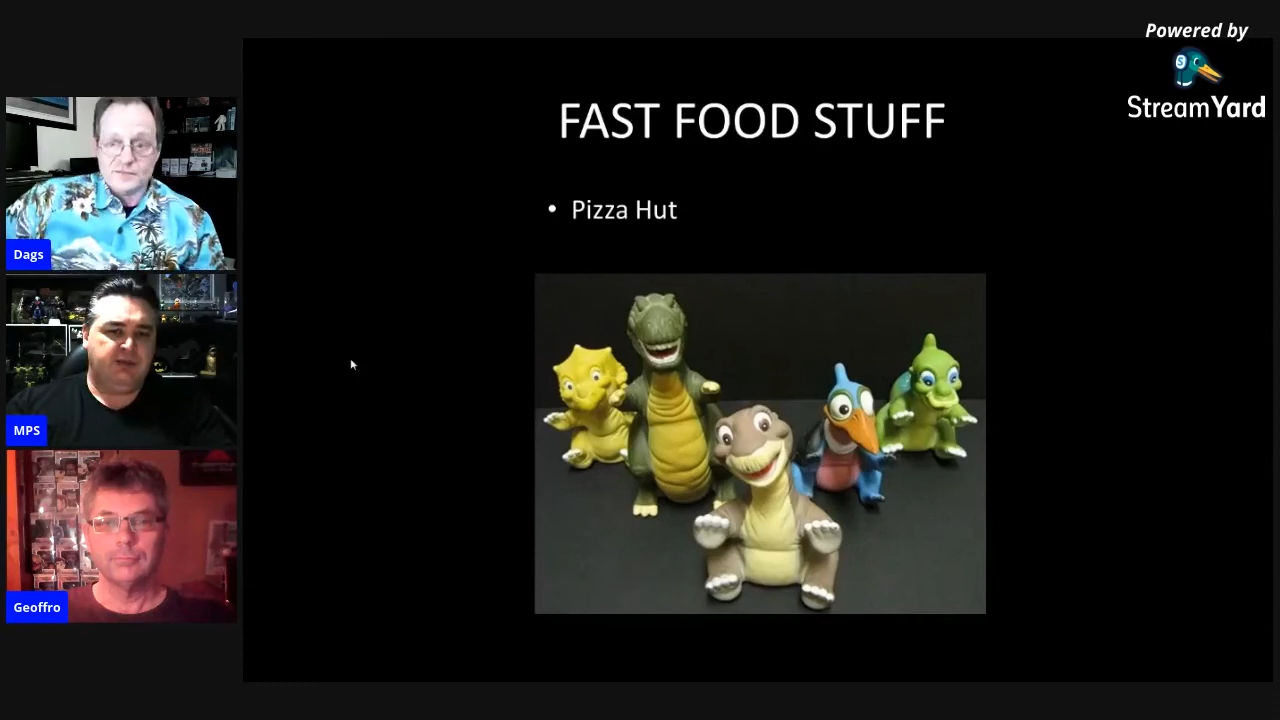 Powered by
StreamYard
FAST FOOD STUFF
• Pizza Hut
Dags
MPS
Geoffro